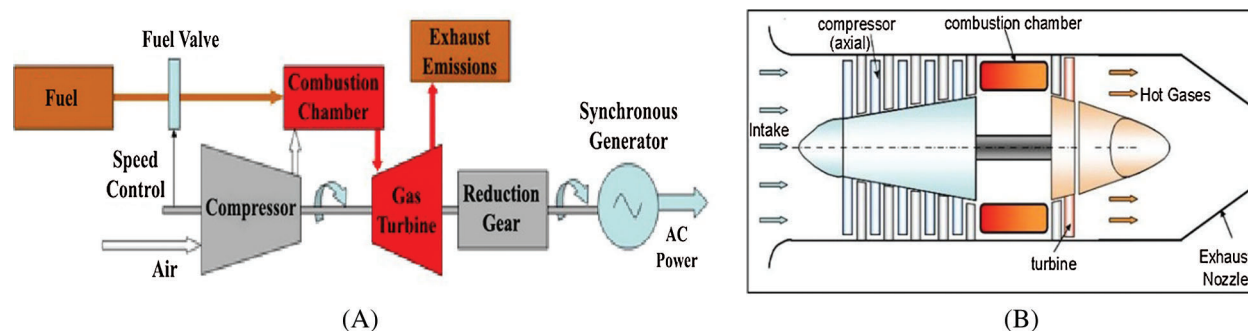 Fuel Valve
Fuel
Combustion
Chamber
Exhaust
Emissions
Synchronous
Generator
Speed
Control
Compressor
Gas
Turbine
Reduction
Gear
AC
Power
Air
(A)
compressor
(axial)
combustion chamber
Intake
Hot Gases
turbine
Exhaus
Nozzle
(B)